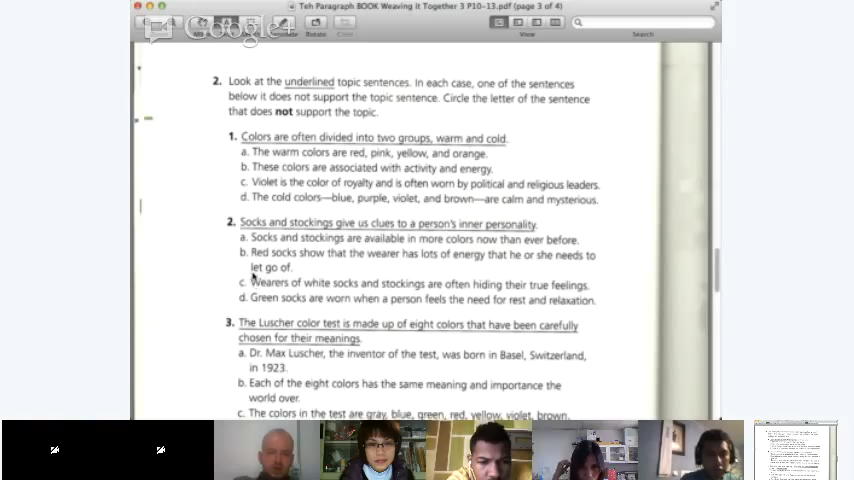 Teh Paragraph BOOK Weaving it Together 3 P10-13.pdf (page 3 of 4)
Google+
Rotate
View
Search
2. Look at the underlined topic sentences. In each case, one of the sentences
below it does not support the topic sentence. Circle the letter of the sentence
that does not support the topic.
1. Colors are often divided into two groups, warm and cold.
a. The warm colors are red, pink, yellow, and orange.
b. These colors are associated with activity and energy.
c. Violet is the color of royalty and is often worn by political and religious leaders.
d. The cold colors—blue, purple, violet, and brown—are calm and mysterious.
2. Socks and stockings give us clues to a person's inner personality.
a. Socks and stockings are available in more colors now than ever before.
b. Red socks show that the wearer has lots of energy that he or she needs to
let go of.
c. Wearers of white socks and stockings are often hiding their true feelings.
d. Green socks are worn when a person feels the need for rest and relaxation.
3. The Luscher color test is made up of eight colors that have been carefully
chosen for their meanings.
a. Dr. Max Luscher, the inventor of the test, was born in Basel, Switzerland,
in 1923.
b. Each of the eight colors has the same meaning and importance the
world over.
c. The colors in the test are gray, blue, green, red, yellow, violet, brown,